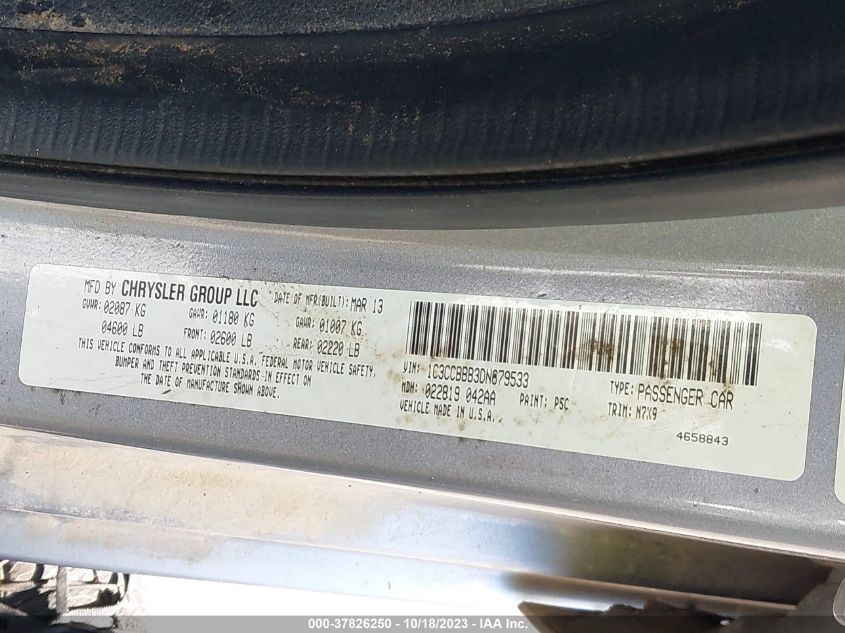 MFD BY CHRYSLER GROUP LLC
DATE OF MFR(BUILT): MAR 13
GVWR: 02087 KG
GAWR: 01180 KG
GAWR: 01007 KG
04600 LB
FRONT: 02600 LB
REAR: 02220 LB
THIS VEHICLE CONFORMS TO ALL APPLICABLE U.S.A. FEDERAL MOTOR VEHICLE SAFETY,
BUMPER AND THEFT PREVENTION STANDARDS IN EFFECT ON
THE DATE OF MANUFACTURE SHOWN ABOVE.
VIN: 1C3CCBBB3DN679533
TYPE: PASSENGER CAR
MDH: 022819 042AA
PAINT: PSC
TRIM: N7X9
VEHICLE MADE IN U.S.A.
4658843
000-37826250 - 10/18/2023 - IAA